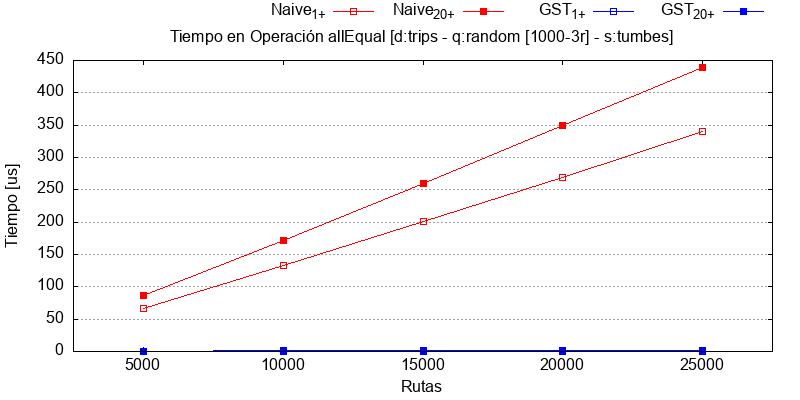 Naive1+ Naive20+ GST1+ GST20+
Tiempo en Operación allEqual [d:trips - q:random [1000-3r] - s:tumbes]
450
400
350
300
250
200
150
100
50
0
Tiempo [us]
5000 10000 15000 20000 25000
Rutas